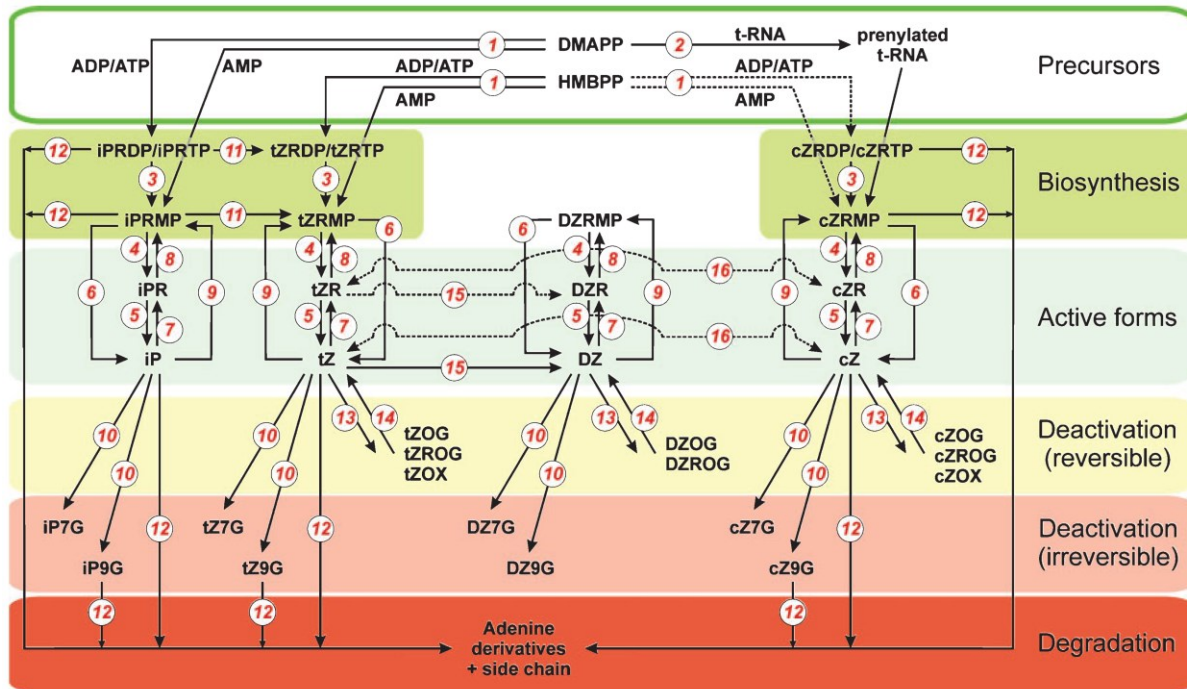 1 DMAPP 2 t-RNA prenylated
t-RNA
Precursors
ADP/ATP AMP ADP/ATP 1 HMBPP 1 ADP/ATP
AMP AMP
12 iPRDP/iPRTP 11 tZRDP/tZRTP cZRDP/cZRTP 12
3 3 3
Biosynthesis
12 iPRMP 11 tZRMP 6 6 DZRMP cZRMP 12
4 8 4 8 4 8 4 8
16
6 iPR 9 9 tZR 15 DZR 9 9 cZR 6
Active forms
5 7 5 7 5 7 5 7
16
iP tZ 15 DZ cZ
10 10 13 14 10 13 14 10 13 14
tZOG
tZROG
tZOX
DZOG
DZROG
cZOG
cZROG
cZOX
Deactivation
(reversible)
10 10 10 10
iP7G 12 tZ7G 12 DZ7G cZ7G 12
Deactivation
(irreversible)
iP9G tZ9G DZ9G cZ9G
12 12 12
Adenine
derivatives
+ side chain
Degradation